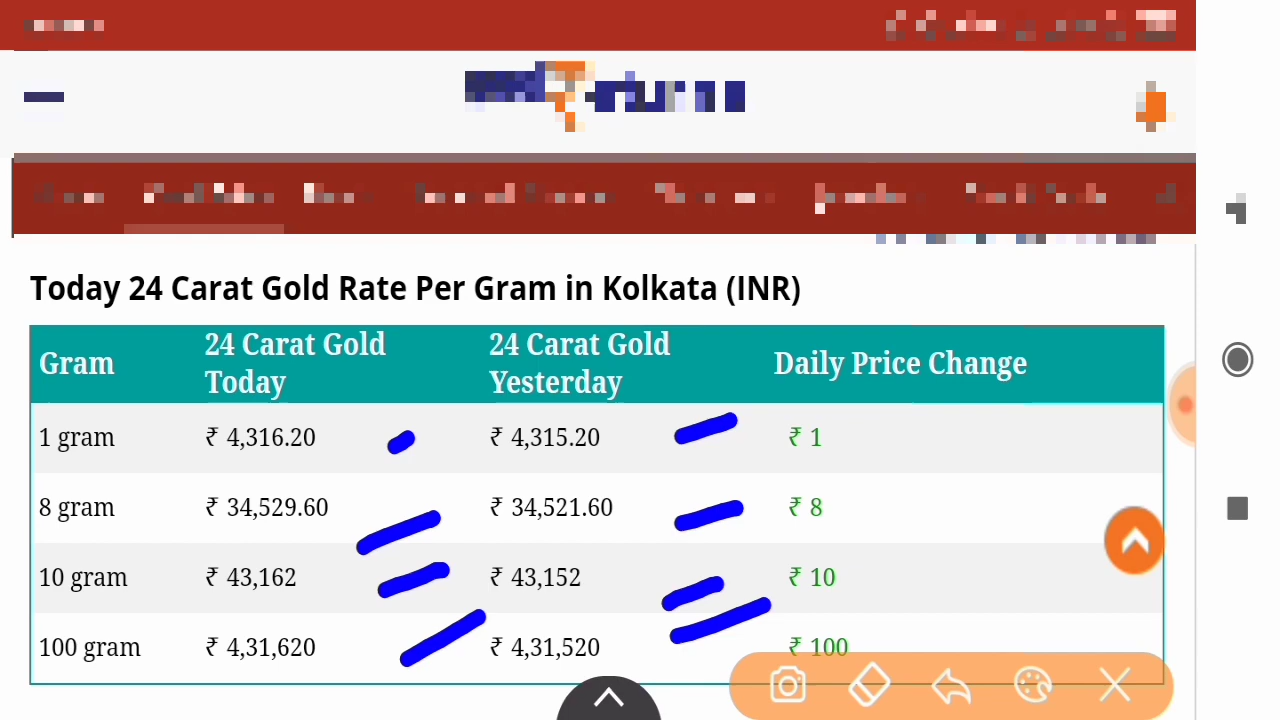 Today 24 Carat Gold Rate Per Gram in Kolkata (INR)
Gram 24 Carat Gold Today 24 Carat Gold Yesterday Daily Price Change
1 gram ₹ 4,316.20 ₹ 4,315.20 ₹ 1
8 gram ₹ 34,529.60 ₹ 34,521.60 ₹ 8
10 gram ₹ 43,162 ₹ 43,152 ₹ 10
100 gram ₹ 4,31,620 ₹ 4,31,520 ₹ 100